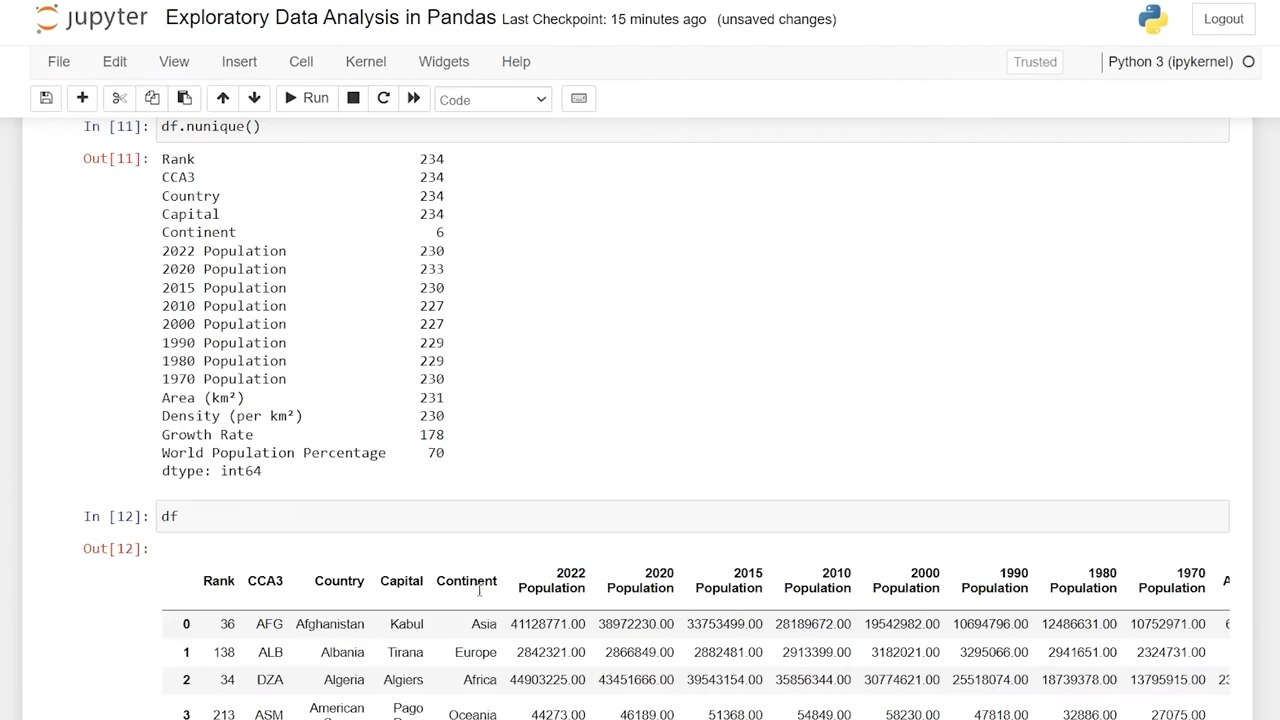 jupyter Exploratory Data Analysis in Pandas Last Checkpoint: 15 minutes ago (unsaved changes) Logout
File Edit View Insert Cell Kernel Widgets Help Trusted Python 3 (ipykernel)
Run Code
In [11]: df.nunique()
Out[11]: Rank 234
CCA3 234
Country 234
Capital 234
Continent 6
2022 Population 230
2020 Population 233
2015 Population 230
2010 Population 227
2000 Population 227
1990 Population 229
1980 Population 229
1970 Population 230
Area (km²) 231
Density (per km²) 230
Growth Rate 178
World Population Percentage 70
dtype: int64
In [12]: df
Out[12]:
Rank CCA3 Country Capital Continent 2022 Population 2020 Population 2015 Population 2010 Population 2000 Population 1990 Population 1980 Population 1970 Population A
0 36 AFG Afghanistan Kabul Asia 41128771.00 38972230.00 33753499.00 28189672.00 19542982.00 10694796.00 12486631.00 10752971.00 6
1 138 ALB Albania Tirana Europe 2842321.00 2866849.00 2882481.00 2913399.00 3182021.00 3295066.00 2941651.00 2324731.00
2 34 DZA Algeria Algiers Africa 44903225.00 43451666.00 39543154.00 35856344.00 30774621.00 25518074.00 18739378.00 13795915.00 23
3 213 ASM American Pago Oceania 44273.00 46189.00 51368.00 54849.00 58230.00 47818.00 32886.00 27075.00